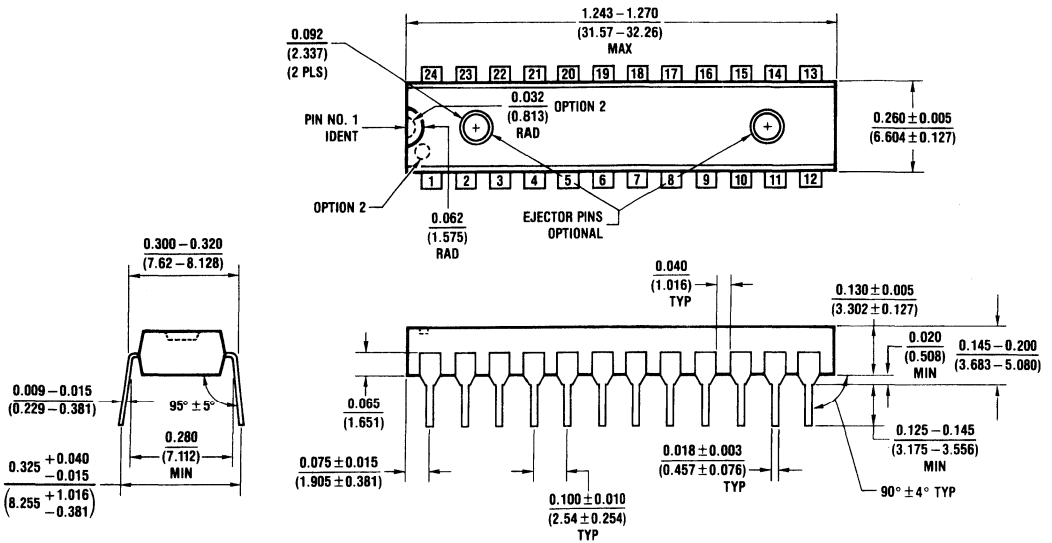 1.243 – 1.270
(31.57 – 32.26)
MAX
0.092
(2.337)
(2 PLS)
24 23 22 21 20 19 18 17 16 15 14 13
0.032
(0.813)
RAD
OPTION 2
PIN NO. 1
IDENT
0.260 ± 0.005
(6.604 ± 0.127)
1 2 3 4 5 6 7 8 9 10 11 12
OPTION 2
0.062
(1.575)
RAD
EJECTOR PINS
OPTIONAL
0.300 – 0.320
(7.62 – 8.128)
0.040
(1.016)
TYP
0.130 ± 0.005
(3.302 ± 0.127)
0.020
(0.508)
MIN
0.145 – 0.200
(3.683 – 5.080)
0.009 – 0.015
(0.229 – 0.381)
95° ± 5°
0.065
(1.651)
0.280
(7.112)
MIN
0.125 – 0.145
(3.175 – 3.556)
MIN
0.325 + 0.040
– 0.015
(8.255 + 1.016
– 0.381)
0.075 ± 0.015
(1.905 ± 0.381)
0.018 ± 0.003
(0.457 ± 0.076)
TYP
0.100 ± 0.010
(2.54 ± 0.254)
TYP
90° ± 4° TYP